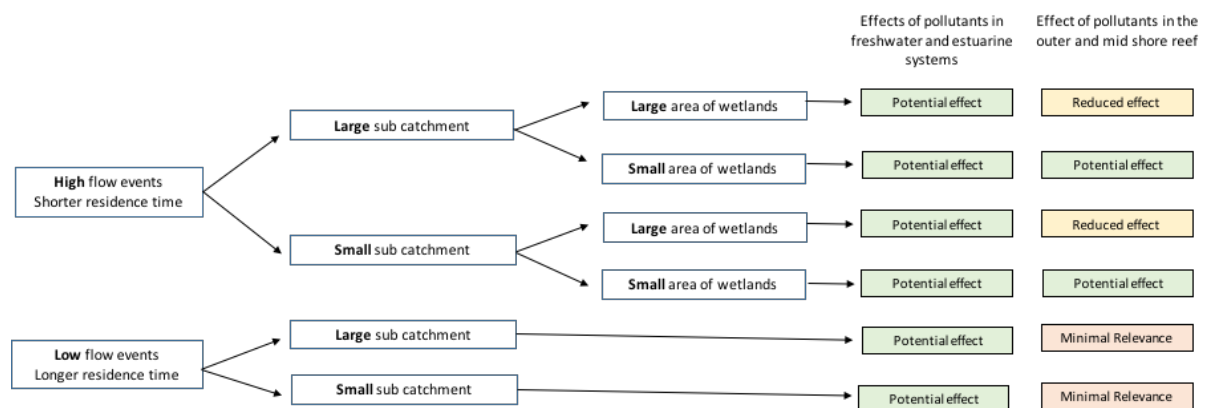 Effects of pollutants in
freshwater and estuarine
systems
Effect of pollutants in the
outer and mid shore reef
High flow events
Shorter residence time
Large sub catchment
Large area of wetlands
Potential effect
Reduced effect
Small area of wetlands
Potential effect
Potential effect
Small sub catchment
Large area of wetlands
Potential effect
Reduced effect
Small area of wetlands
Potential effect
Potential effect
Low flow events
Longer residence time
Large sub catchment
Potential effect
Minimal Relevance
Small sub catchment
Potential effect
Minimal Relevance